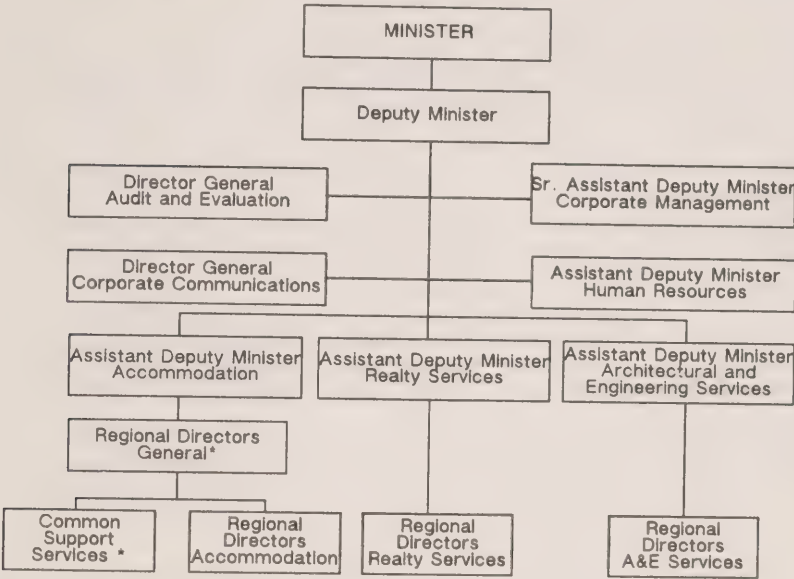 MINISTER
Deputy Minister
Director General
Audit and Evaluation
Sr. Assistant Deputy Minister
Corporate Management
Director General
Corporate Communications
Assistant Deputy Minister
Human Resources
Assistant Deputy Minister
Accommodation
Assistant Deputy Minister
Realty Services
Assistant Deputy Minister
Architectural and
Engineering Services
Regional Directors
General*
Common
Support
Services *
Regional
Directors
Accommodation
Regional
Directors
Realty Services
Regional
Directors
A&E Services